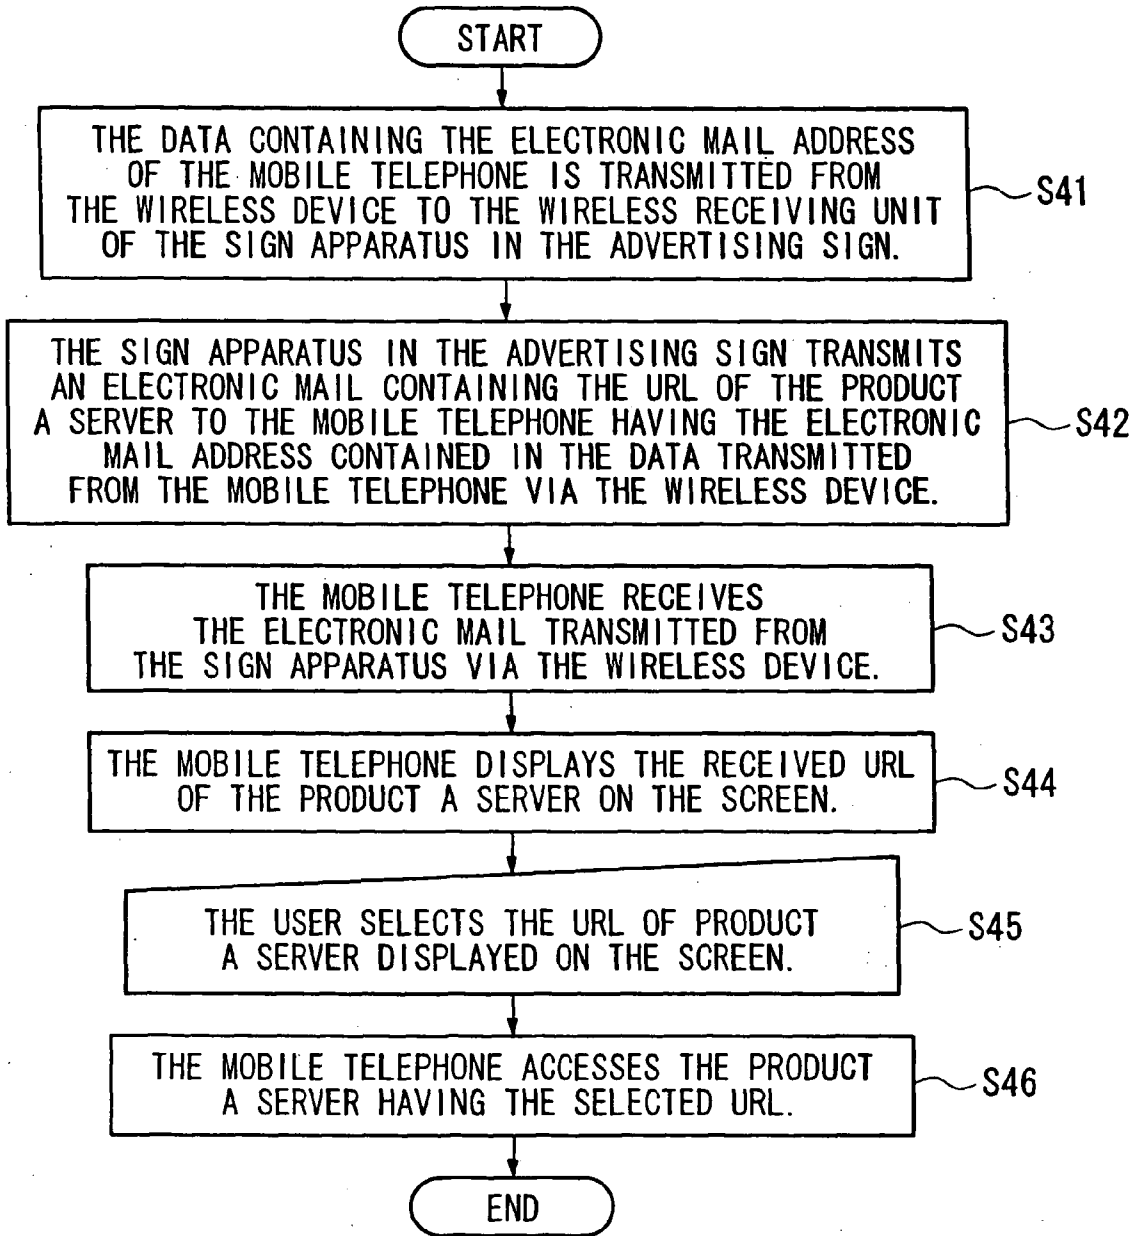 START
THE DATA CONTAINING THE ELECTRONIC MAIL ADDRESS
OF THE MOBILE TELEPHONE IS TRANSMITTED FROM
THE WIRELESS DEVICE TO THE WIRELESS RECEIVING UNIT
OF THE SIGN APPARATUS IN THE ADVERTISING SIGN.
S41
THE SIGN APPARATUS IN THE ADVERTISING SIGN TRANSMITS
AN ELECTRONIC MAIL CONTAINING THE URL OF THE PRODUCT
A SERVER TO THE MOBILE TELEPHONE HAVING THE ELECTRONIC
MAIL ADDRESS CONTAINED IN THE DATA TRANSMITTED
FROM THE MOBILE TELEPHONE VIA THE WIRELESS DEVICE.
S42
THE MOBILE TELEPHONE RECEIVES
THE ELECTRONIC MAIL TRANSMITTED FROM
THE SIGN APPARATUS VIA THE WIRELESS DEVICE.
S43
THE MOBILE TELEPHONE DISPLAYS THE RECEIVED URL
OF THE PRODUCT A SERVER ON THE SCREEN.
S44
THE USER SELECTS THE URL OF PRODUCT
A SERVER DISPLAYED ON THE SCREEN.
S45
THE MOBILE TELEPHONE ACCESSES THE PRODUCT
A SERVER HAVING THE SELECTED URL.
S46
END